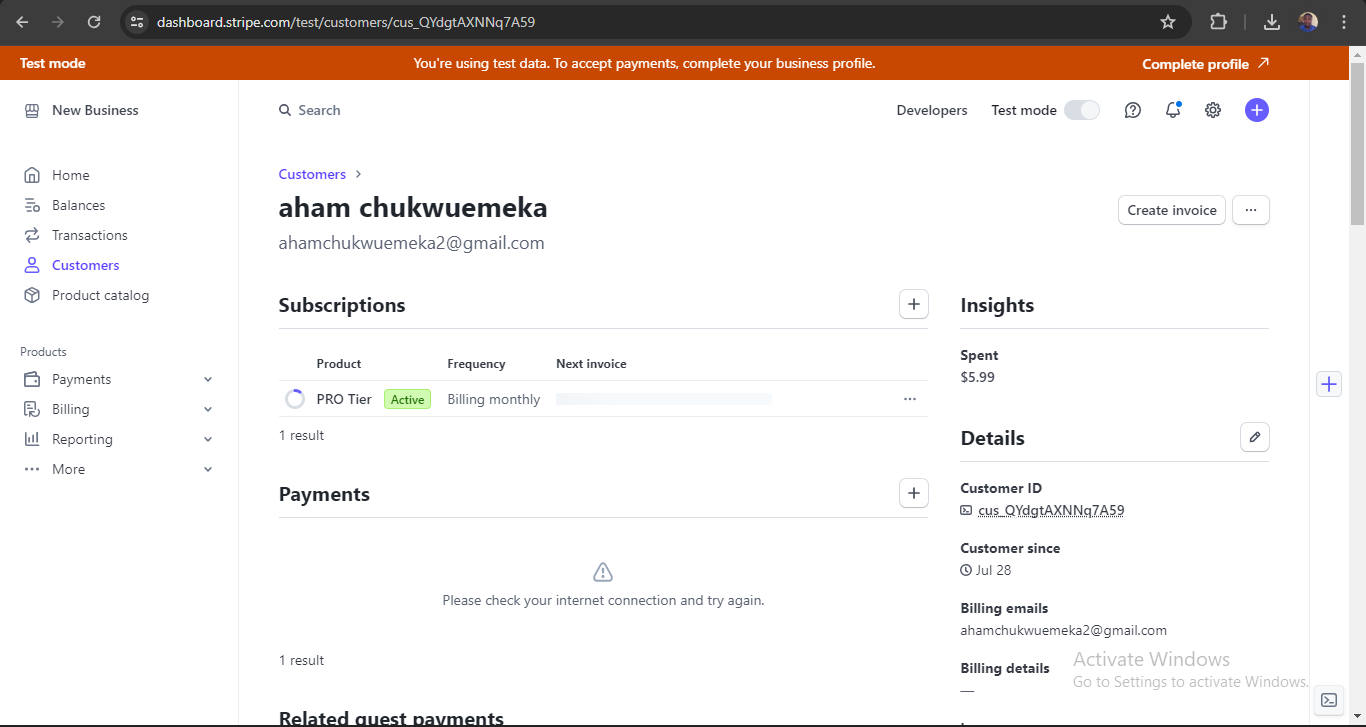 dashboard.stripe.com/test/customers/cus_QYdgtAXNNq7A59
Test mode
You're using test data. To accept payments, complete your business profile.
Complete profile
New Business
Search
Developers
Test mode
Home
Balances
Transactions
Customers
Product catalog
Products
Payments
Billing
Reporting
More
Customers
aham chukwuemeka
ahamchukwuemeka2@gmail.com
Create invoice
Subscriptions
Product Frequency Next invoice
PRO Tier Active Billing monthly
1 result
Payments
Please check your internet connection and try again.
1 result
Related guest payments
Insights
Spent
$5.99
Details
Customer ID
cus_QYdgtAXNNq7A59
Customer since
Jul 28
Billing emails
ahamchukwuemeka2@gmail.com
Billing details
—
Activate Windows
Go to Settings to activate Windows.